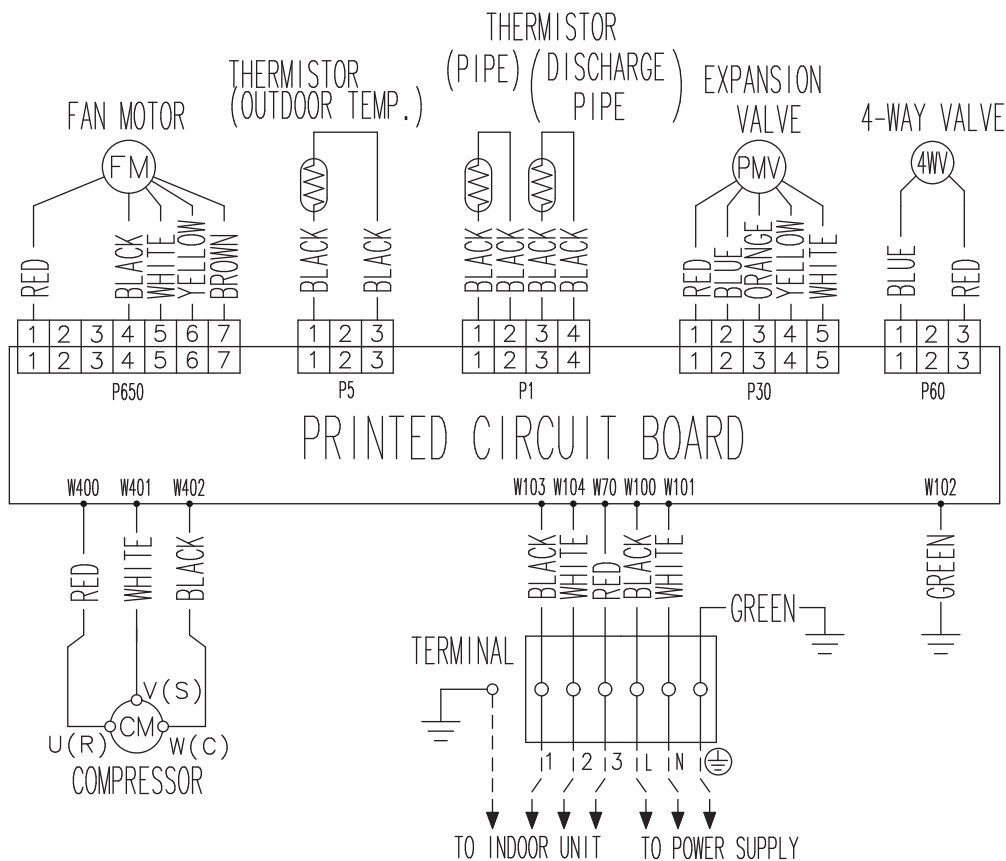 THERMISTOR
(PIPE) (DISCHARGE PIPE)
THERMISTOR
(OUTDOOR TEMP.)
EXPANSION
VALVE
FAN MOTOR
4-WAY VALVE
FM
PMV
4WV
RED
BLACK
WHITE
YELLOW
BROWN
BLACK
BLACK
BLACK
BLACK
BLACK
BLACK
RED
BLUE
ORANGE
YELLOW
WHITE
BLUE
RED
1 2 3 4 5 6 7
1 2 3 4 5 6 7
P650
1 2 3
1 2 3
P5
1 2 3 4
1 2 3 4
P1
1 2 3 4 5
1 2 3 4 5
P30
1 2 3
1 2 3
P60
PRINTED CIRCUIT BOARD
W400 W401 W402
W103 W104 W70 W100 W101
W102
RED
WHITE
BLACK
BLACK
WHITE
RED
BLACK
WHITE
GREEN
GREEN
TERMINAL
V(S)
CM
U(R)
W(C)
COMPRESSOR
1 2 3 L N
TO INDOOR UNIT
TO POWER SUPPLY